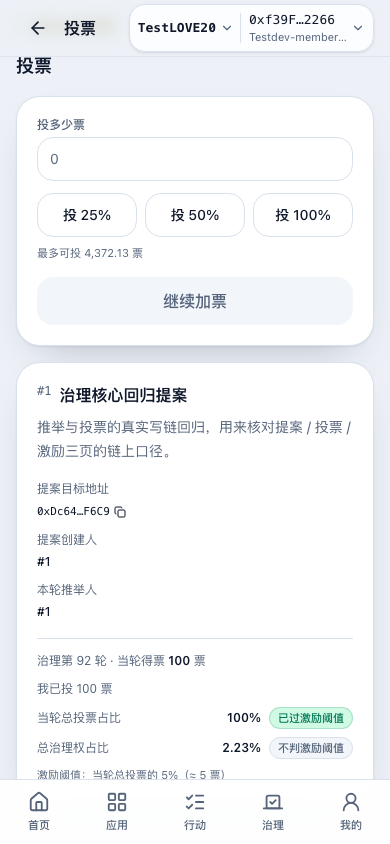 投票
TestLOVE20
0xf39F…2266
Testdev-member…
投票
投多少票
0
投 25%
投 50%
投 100%
最多可投 4,372.13 票
继续加票
#1 治理核心回归提案
推举与投票的真实写链回归，用来核对提案 / 投票 /
激励三页的链上口径。
提案目标地址
0xDc64…F6C9
提案创建人
#1
本轮推举人
#1
治理第 92 轮 · 当轮得票 100 票
我已投 100 票
当轮总投票占比 100% 已过激励阈值
总治理权占比 2.23% 不判激励阈值
激励阈值：当轮总投票的 5%（≈ 5 票）
首页
应用
行动
治理
我的